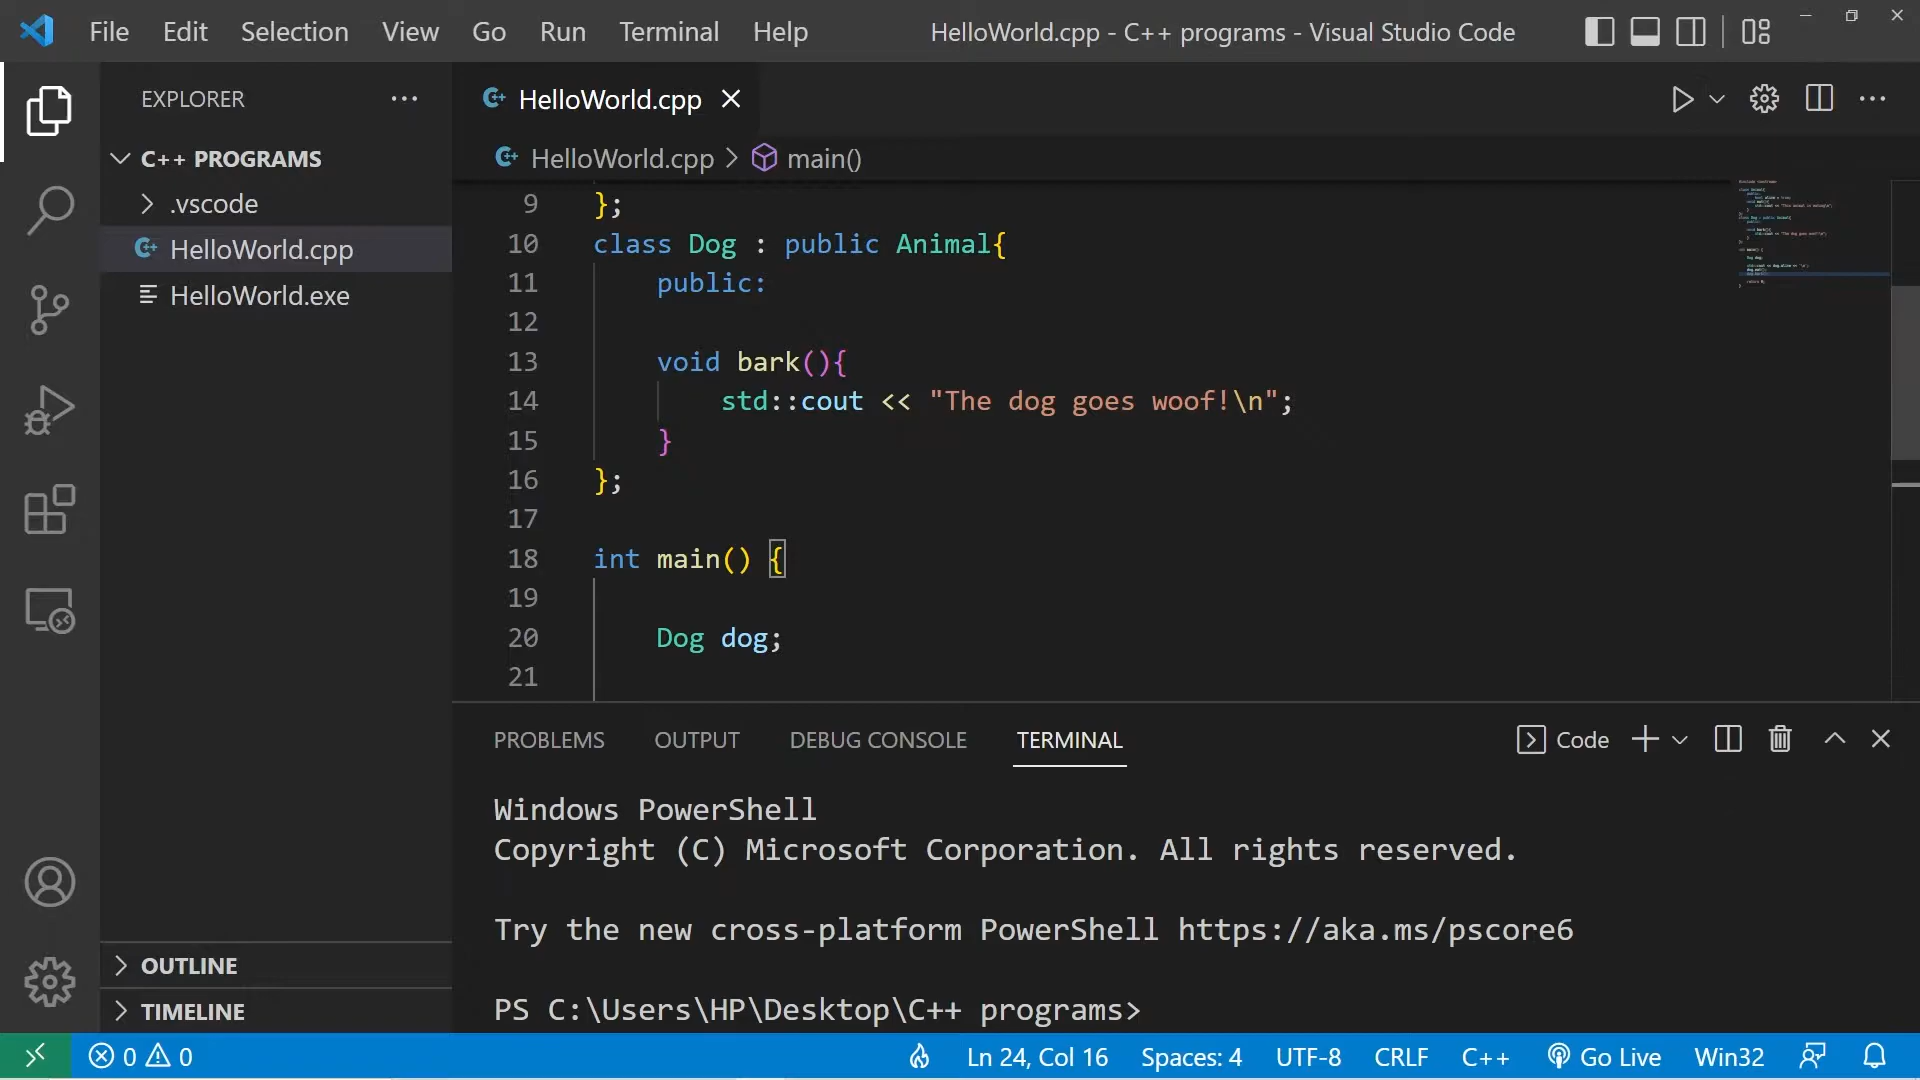 File Edit Selection View Go Run Terminal Help HelloWorld.cpp - C++ programs - Visual Studio Code
EXPLORER
C++ PROGRAMS
.vscode
HelloWorld.cpp
HelloWorld.exe
OUTLINE
TIMELINE
HelloWorld.cpp
HelloWorld.cpp > main()
9 };
10 class Dog : public Animal{
11 public:
12
13 void bark(){
14 std::cout << "The dog goes woof!\n";
15 }
16 };
17
18 int main() {
19
20 Dog dog;
21
PROBLEMS OUTPUT DEBUG CONSOLE TERMINAL Code
Windows PowerShell
Copyright (C) Microsoft Corporation. All rights reserved.
Try the new cross-platform PowerShell https://aka.ms/pscore6
PS C:\Users\HP\Desktop\C++ programs>
0 0 Ln 24, Col 16 Spaces: 4 UTF-8 CRLF C++ Go Live Win32